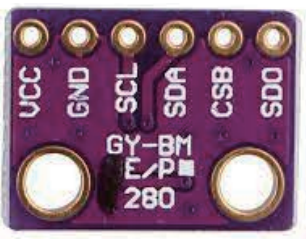 VCC GND SCL SDA CSB SDO
GY-BM
E/P
280